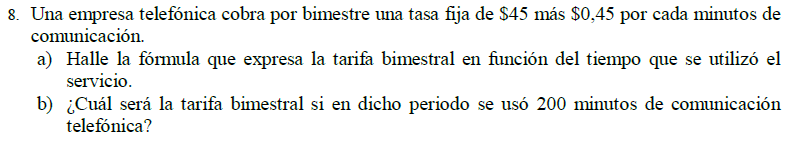 8. Una empresa telefónica cobra por bimestre una tasa fija de $45 más $0,45 por cada minutos de
comunicación.
a) Halle la fórmula que expresa la tarifa bimestral en función del tiempo que se utilizó el
servicio.
b) ¿Cuál será la tarifa bimestral si en dicho periodo se usó 200 minutos de comunicación
telefónica?